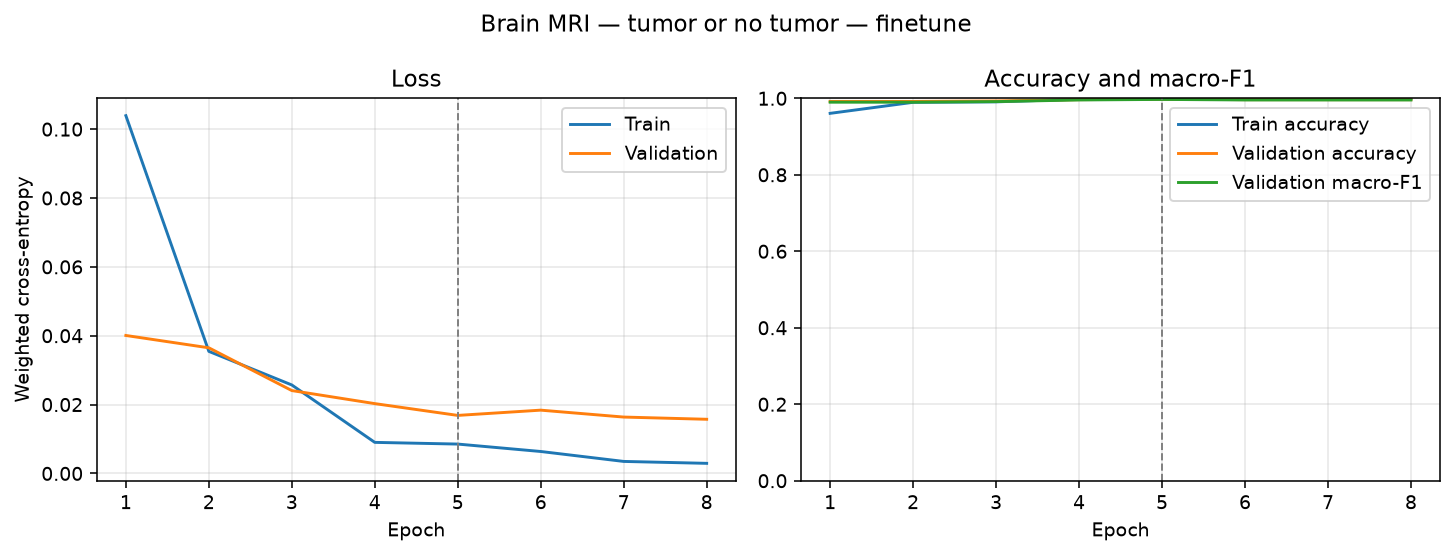 Brain MRI — tumor or no tumor — finetune
Loss
Weighted cross-entropy
0.10
0.08
0.06
0.04
0.02
0.00
Train
Validation
1 2 3 4 5 6 7 8
Epoch
Accuracy and macro-F1
1.0
0.8
0.6
0.4
0.2
0.0
Train accuracy
Validation accuracy
Validation macro-F1
1 2 3 4 5 6 7 8
Epoch